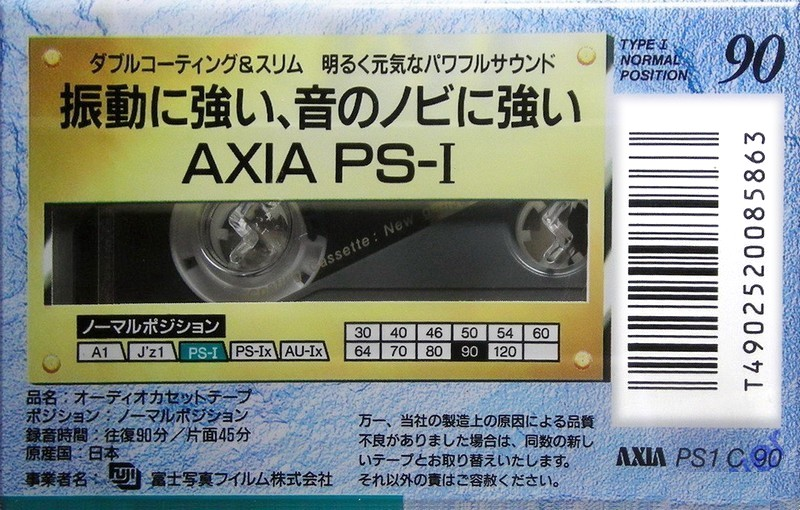 ダブルコーティング&スリム 明るく元気なパワフルサウンド
振動に強い、音のノビに強い
AXIA PS-I
assette: New
ノーマルポジション
A1 J'z1 PS-I PS-Ix AU-Ix
30 40 46 50 54 60
64 70 80 90 120
TYPE I
NORMAL
POSITION
90
T4902520085863
品名:オーディオカセットテープ
ポジション:ノーマルポジション
録音時間:往復90分/片面45分
原産国:日本
事業者名: FUJI 富士写真フイルム株式会社
万一、当社の製造上の原因による品質
不良がありました場合は、同数の新し
いテープとお取り替えいたします。
それ以外の責はご容赦ください。
AXIA PS1 C 90